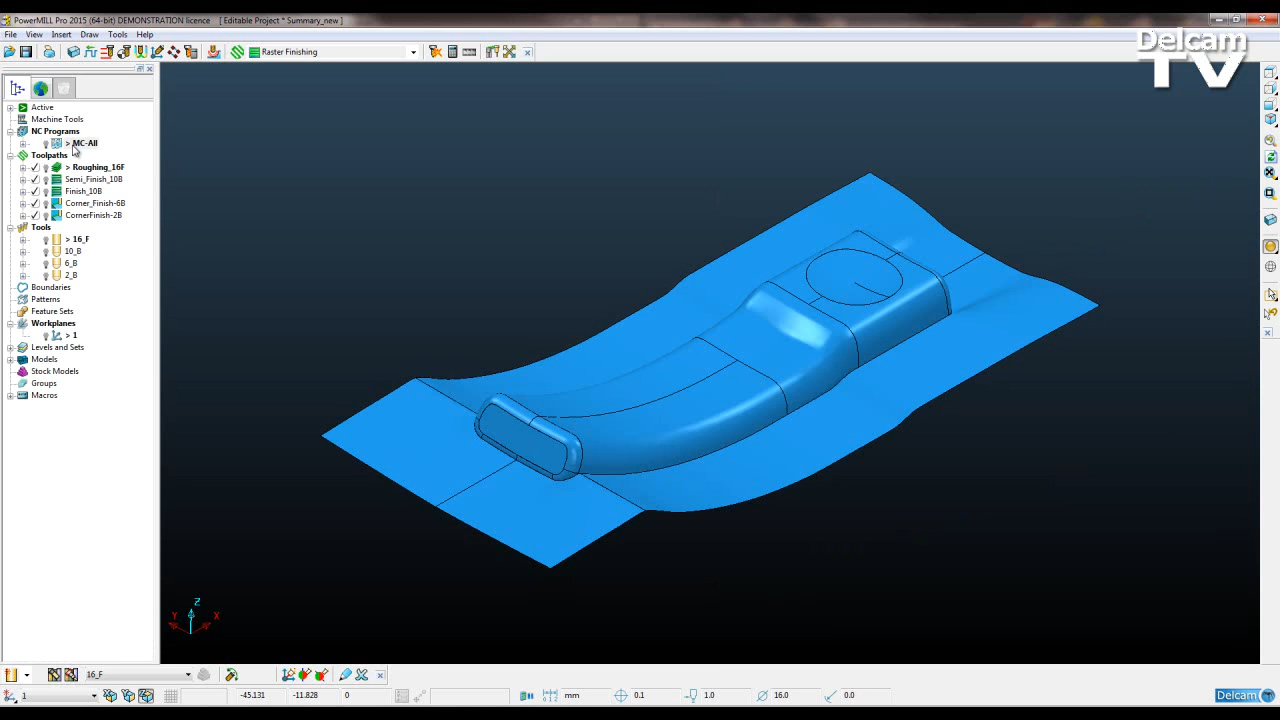 PowerMILL Pro 2015 (64-bit) DEMONSTRATION licence [ Editable Project * Summary_new ]
File View Insert Draw Tools Help
Raster Finishing
Delcam
TV
Active
Machine Tools
NC Programs
> MC-All
Toolpaths
> Roughing_16F
Semi_Finish_10B
Finish_10B
Corner_Finish-6B
CornerFinish-2B
Tools
> 16_F
10_B
6_B
2_B
Boundaries
Patterns
Feature Sets
Workplanes
> 1
Levels and Sets
Models
Stock Models
Groups
Macros
Z
Y X
16_F
1 -45.131 -11.828 0 mm 0.1 1.0 16.0 0.0 Delcam